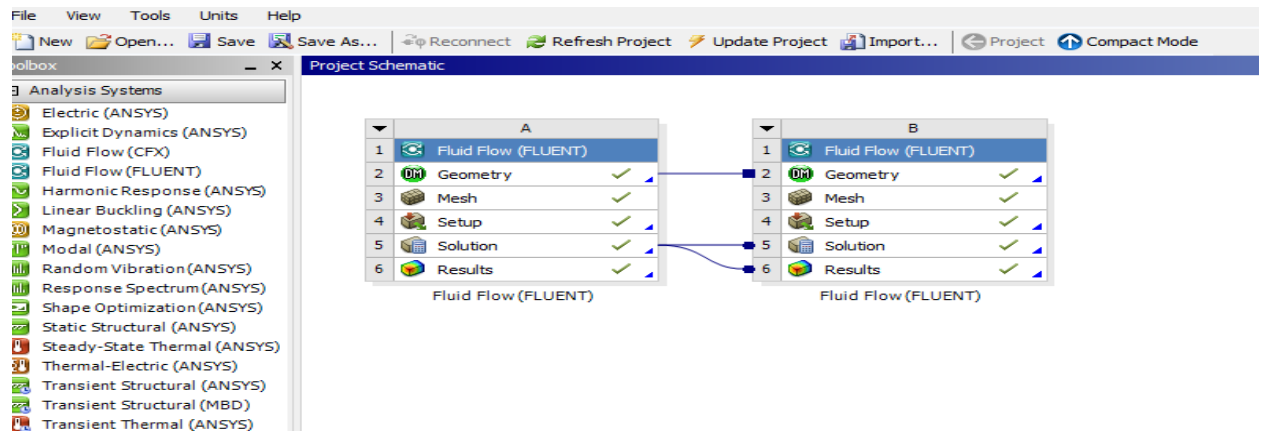 File View Tools Units Help
New Open... Save Save As... Reconnect Refresh Project Update Project Import... Project Compact Mode
oolbox
Project Schematic
Analysis Systems
Electric (ANSYS)
Explicit Dynamics (ANSYS)
Fluid Flow (CFX)
Fluid Flow (FLUENT)
Harmonic Response (ANSYS)
Linear Buckling (ANSYS)
Magnetostatic (ANSYS)
Modal (ANSYS)
Random Vibration (ANSYS)
Response Spectrum (ANSYS)
Shape Optimization (ANSYS)
Static Structural (ANSYS)
Steady-State Thermal (ANSYS)
Thermal-Electric (ANSYS)
Transient Structural (ANSYS)
Transient Structural (MBD)
Transient Thermal (ANSYS)
A
1 Fluid Flow (FLUENT)
2 DM Geometry
3 Mesh
4 Setup
5 Solution
6 Results
Fluid Flow (FLUENT)
B
1 Fluid Flow (FLUENT)
2 DM Geometry
3 Mesh
4 Setup
5 Solution
6 Results
Fluid Flow (FLUENT)